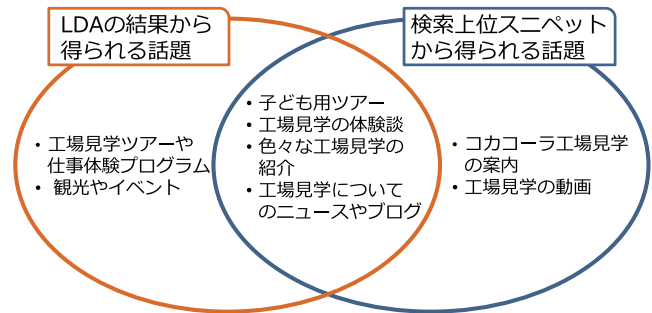 LDAの結果から
得られる話題
検索上位スニペット
から得られる話題
・工場見学ツアーや
仕事体験プログラム
・観光やイベント
・子ども用ツアー
・工場見学の体験談
・色々な工場見学の
紹介
・工場見学について
のニュースやブログ
・コカコーラ工場見学
の案内
・工場見学の動画